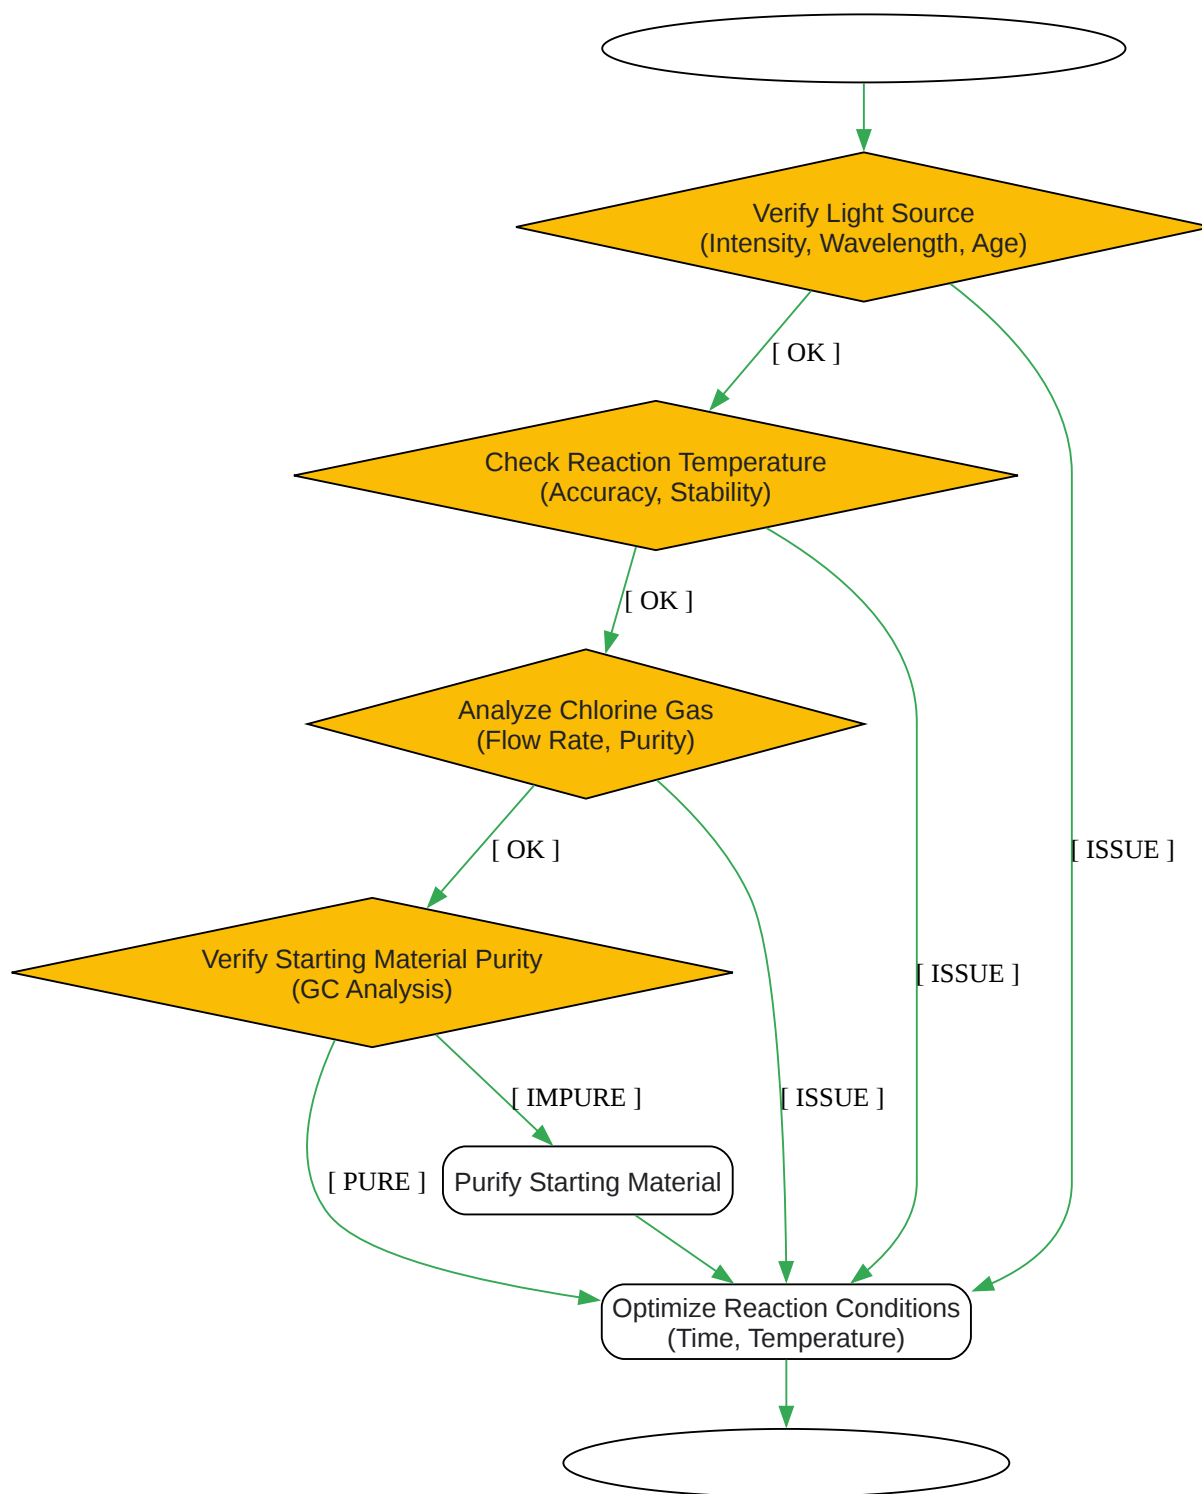 Verify Light Source
(Intensity, Wavelength, Age)
[ OK ]
Check Reaction Temperature
(Accuracy, Stability)
[ OK ]
Analyze Chlorine Gas
(Flow Rate, Purity)
[ OK ]
[ ISSUE ]
Verify Starting Material Purity
(GC Analysis)
[ ISSUE ]
[ IMPURE ]
[ ISSUE ]
[ PURE ]
Purify Starting Material
Optimize Reaction Conditions
(Time, Temperature)